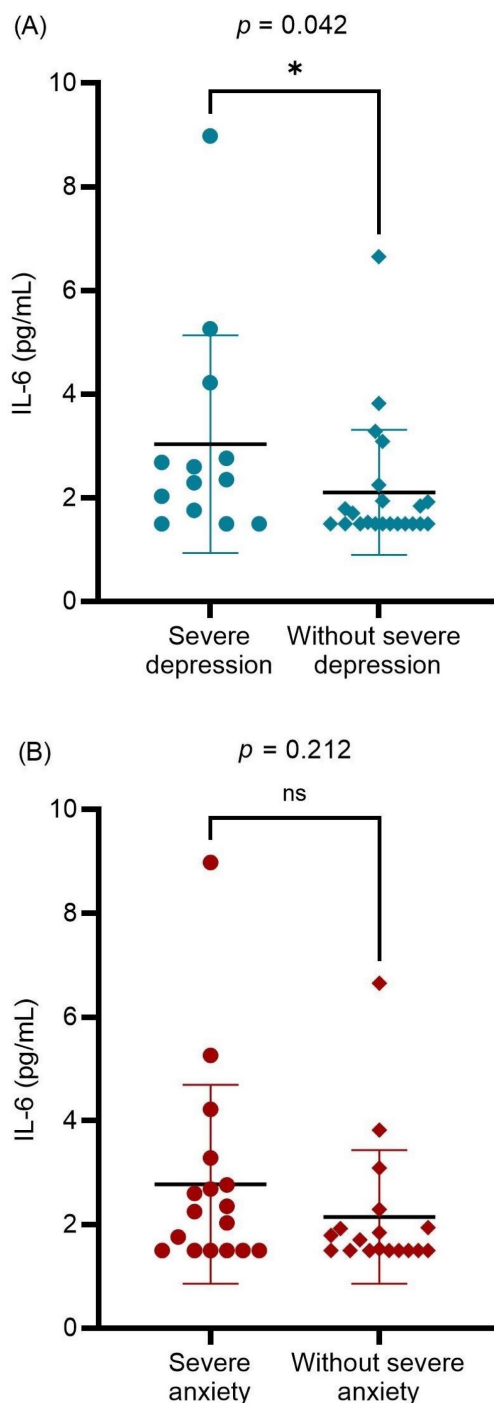 (A)
p = 0.042
*
10
8
6
4
2
0
IL-6 (pg/mL)
Severe depression
Without severe depression
(B)
p = 0.212
ns
10
8
6
4
2
0
IL-6 (pg/mL)
Severe anxiety
Without severe anxiety